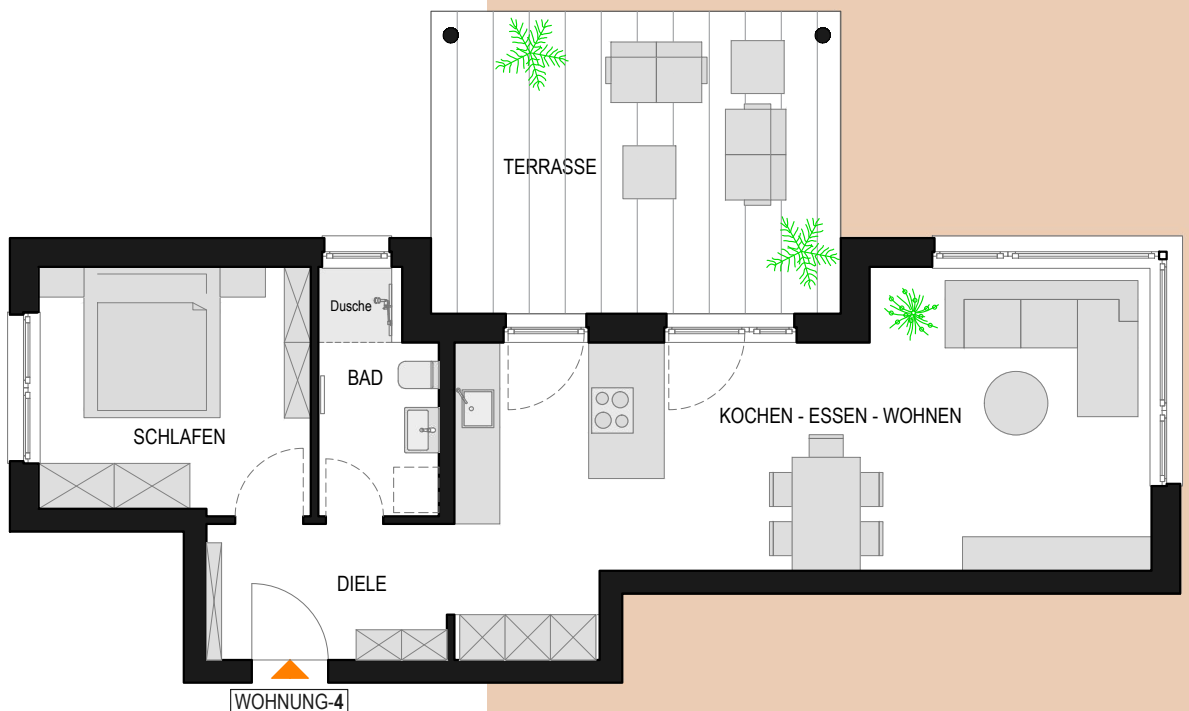 TERRASSE
Dusche
BAD
KOCHEN - ESSEN - WOHNEN
SCHLAFEN
DIELE
WOHNUNG-4